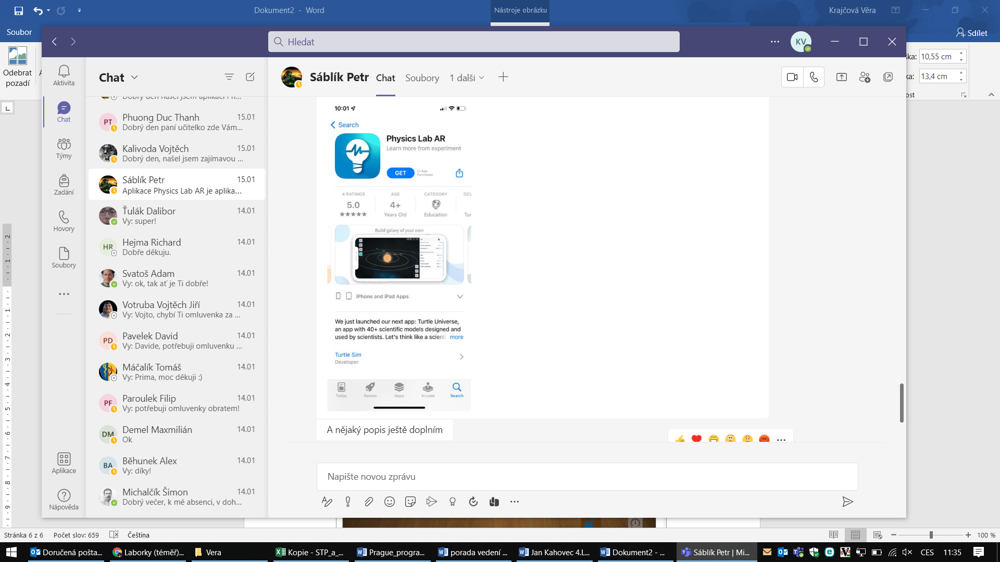 Dokument2 - Word
Nástroje obrázku
Krajčová Věra
Soubor
Sdílet
Hledat
KV
Odebrat
pozadí
10,55 cm
13,4 cm
Aktivita
Chat
Týmy
Zadání
Hovory
Soubory
Aplikace
Nápověda
Chat
Phuong Duc Thanh 15.01
PT
Dobrý den paní učitelko zde Vám...
Kalivoda Vojtěch 15.01
Dobrý den, našel jsem zajímavou ...
Sáblík Petr 15.01
Aplikace Physics Lab AR je aplika...
Ťulák Dalibor 14.01
Vy: super!
Hejma Richard 14.01
HR
Dobře děkuju.
Svatoš Adam 14.01
Vy: ok, tak ať je Ti dobře!
Votruba Vojtěch Jiří 14.01
Vy: Vojto, chybí Ti omluvenka za ...
Pavelek David 14.01
PD
Vy: Davide, potřebuji omluvenku ...
Máčalík Tomáš 14.01
Vy: Prima, moc děkuji :)
Paroulek Filip 14.01
PF
Vy: potřebuji omluvenky obratem!
Demel Maxmilián 14.01
DM
Ok
Běhunek Alex 14.01
BA
Vy: díky!
Michalčík Šimon 14.01
Dobrý večer, k mé absenci, v doh...
Sáblík Petr Chat Soubory 1 další
10:01
Search
Physics Lab AR
Learn more from experiment
GET
In-App
Purchases
4 RATINGS AGE CATEGORY DEV
5.0 4+
Years Old Education Tur
Build galaxy of your own
iPhone and iPad Apps
We just launched our next app: Turtle Universe,
an app with 40+ scientific models designed and
used by scientists. Let's think like a scienti more
Turtle Sim
Developer
Today Games Apps Arcade Search
A nějaký popis ještě doplním
Napište novou zprávu
Stránka 6 z 6 Počet slov: 659 Čeština
100 %
Doručená pošta... Laborky (téměř)... Vera Kopie - STP_a_... Prague_progra... porada vedení ... Jan Kahovec 4.L... Dokument2 - ... Sáblík Petr | Mi... CES 11:35